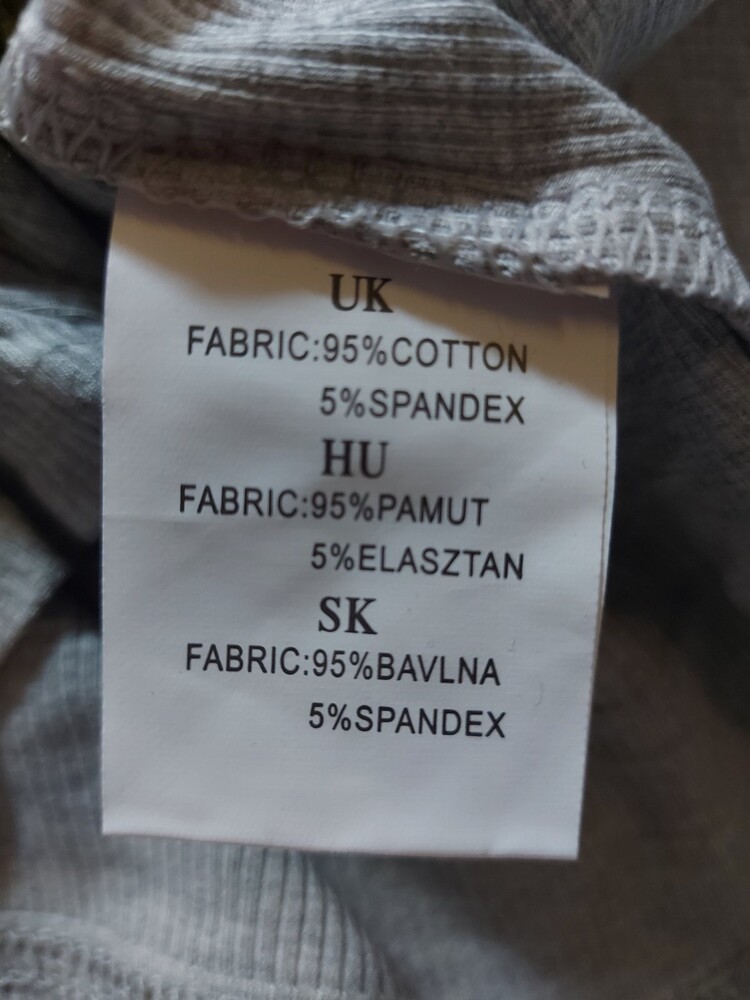 UK
FABRIC:95%COTTON
5%SPANDEX
HU
FABRIC:95%PAMUT
5%ELASZTAN
SK
FABRIC:95%BAVLNA
5%SPANDEX